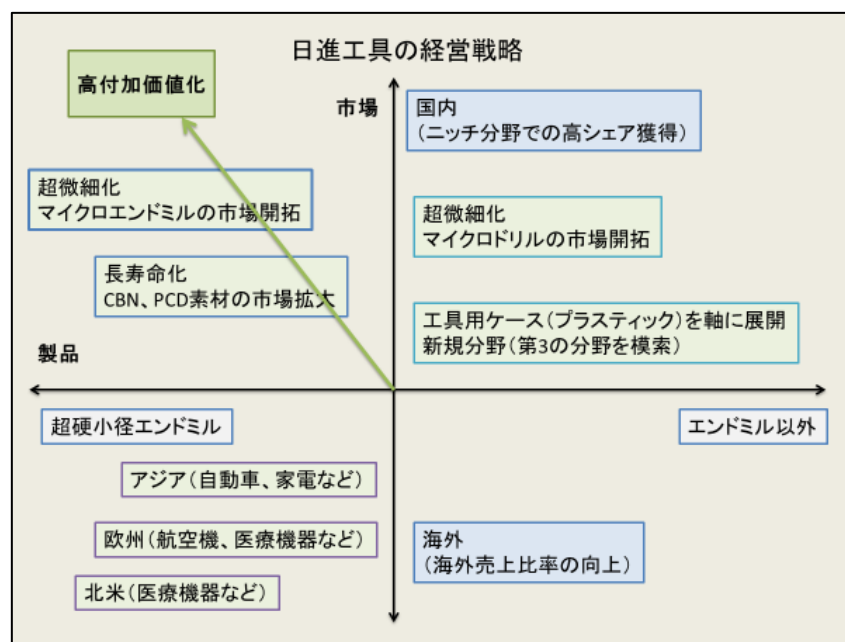 日進工具の経営戦略
高付加価値化
市場
国内
(ニッチ分野での高シェア獲得)
超微細化
マイクロエンドミルの市場開拓
超微細化
マイクロドリルの市場開拓
長寿命化
CBN、PCD素材の市場拡大
工具用ケース(プラスティック)を軸に展開
新規分野(第3の分野を模索)
製品
超硬小径エンドミル
エンドミル以外
アジア(自動車、家電など)
欧州(航空機、医療機器など)
海外
(海外売上比率の向上)
北米(医療機器など)